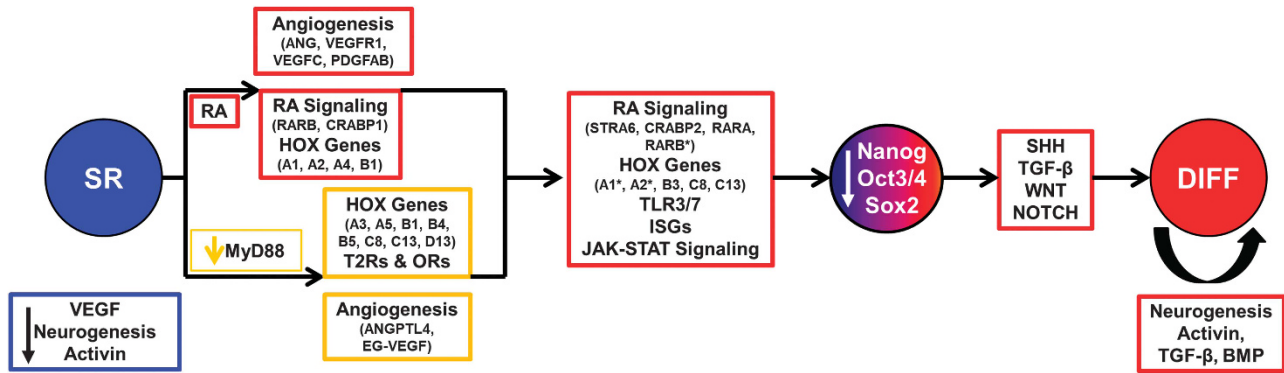 Angiogenesis
(ANG, VEGFR1,
VEGFC, PDGFAB)
RA
RA Signaling
(RARB, CRABP1)
HOX Genes
(A1, A2, A4, B1)
SR
MyD88
HOX Genes
(A3, A5, B1, B4,
B5, C8, C13, D13)
T2Rs & ORs
Angiogenesis
(ANGPTL4,
EG-VEGF)
VEGF
Neurogenesis
Activin
RA Signaling
(STRA6, CRABP2, RARA,
RARB*)
HOX Genes
(A1*, A2*, B3, C8, C13)
TLR3/7
ISGs
JAK-STAT Signaling
Nanog
Oct3/4
Sox2
SHH
TGF-β
WNT
NOTCH
DIFF
Neurogenesis
Activin,
TGF-β, BMP